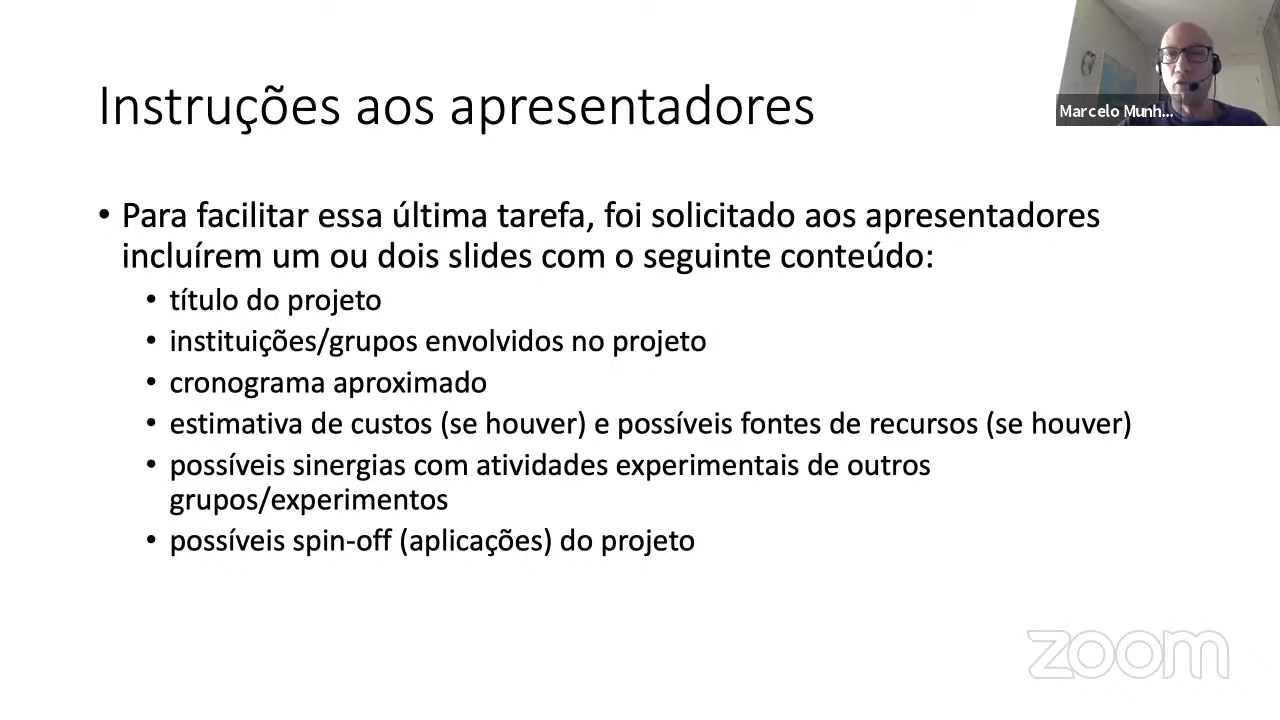 Instruções aos apresentadores
Marcelo Munh...
• Para facilitar essa última tarefa, foi solicitado aos apresentadores
incluírem um ou dois slides com o seguinte conteúdo:
• título do projeto
• instituições/grupos envolvidos no projeto
• cronograma aproximado
• estimativa de custos (se houver) e possíveis fontes de recursos (se houver)
• possíveis sinergias com atividades experimentais de outros
grupos/experimentos
• possíveis spin-off (aplicações) do projeto
zoom